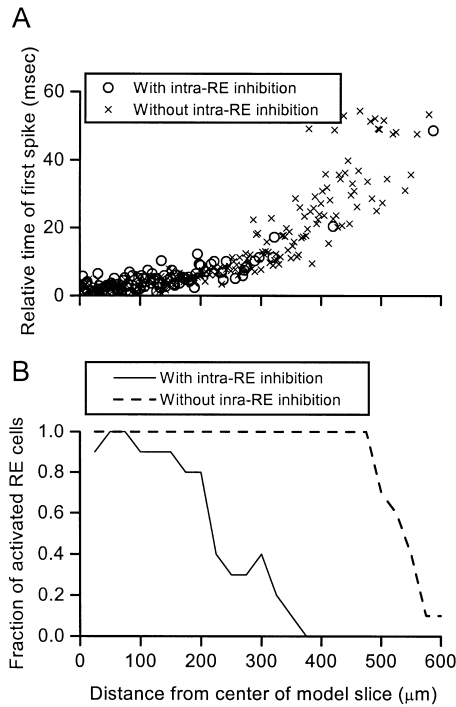 A
Relative time of first spike (msec)
60
40
20
0
With intra-RE inhibition
Without intra-RE inhibition
B
With intra-RE inhibition
Without inra-RE inhibition
Fraction of activated RE cells
1.0
0.8
0.6
0.4
0.2
0.0
0 100 200 300 400 500 600
Distance from center of model slice (μm)